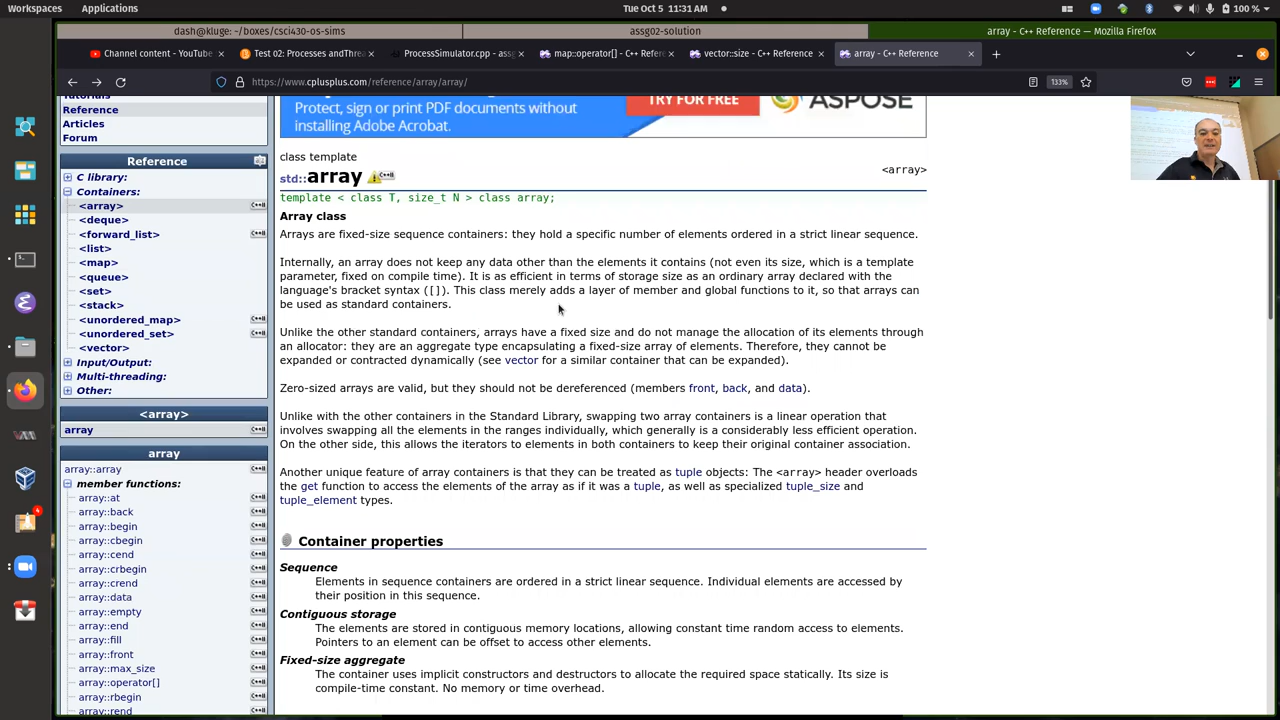 Workspaces Applications Tue Oct 5 11:31 AM 100 %
dash@kluge: ~/boxes/csci430-os-sims assg02-solution array - C++ Reference — Mozilla Firefox
Channel content - YouTube Test 02: Processes andThre ProcessSimulator.cpp - assg map::operator[] - C++ Refere vector::size - C++ Reference array - C++ Reference
https://www.cplusplus.com/reference/array/array/ 133%
Tutorials
Reference
Articles
Forum
Protect, sign or print PDF documents without
installing Adobe Acrobat.
TRY FOR FREE
ASPOSE
Reference
C library:
Containers:
<array>
<deque>
<forward_list>
<list>
<map>
<queue>
<set>
<stack>
<unordered_map>
<unordered_set>
<vector>
Input/Output:
Multi-threading:
Other:
<array>
array
array
array::array
member functions:
array::at
array::back
array::begin
array::cbegin
array::cend
array::crbegin
array::crend
array::data
array::empty
array::end
array::fill
array::front
array::max_size
array::operator[]
array::rbegin
array::rend
class template
std::array <array>
template < class T, size_t N > class array;
Array class
Arrays are fixed-size sequence containers: they hold a specific number of elements ordered in a strict linear sequence.
Internally, an array does not keep any data other than the elements it contains (not even its size, which is a template
parameter, fixed on compile time). It is as efficient in terms of storage size as an ordinary array declared with the
language's bracket syntax ([]). This class merely adds a layer of member and global functions to it, so that arrays can
be used as standard containers.
Unlike the other standard containers, arrays have a fixed size and do not manage the allocation of its elements through
an allocator: they are an aggregate type encapsulating a fixed-size array of elements. Therefore, they cannot be
expanded or contracted dynamically (see vector for a similar container that can be expanded).
Zero-sized arrays are valid, but they should not be dereferenced (members front, back, and data).
Unlike with the other containers in the Standard Library, swapping two array containers is a linear operation that
involves swapping all the elements in the ranges individually, which generally is a considerably less efficient operation.
On the other side, this allows the iterators to elements in both containers to keep their original container association.
Another unique feature of array containers is that they can be treated as tuple objects: The <array> header overloads
the get function to access the elements of the array as if it was a tuple, as well as specialized tuple_size and
tuple_element types.
Container properties
Sequence
Elements in sequence containers are ordered in a strict linear sequence. Individual elements are accessed by
their position in this sequence.
Contiguous storage
The elements are stored in contiguous memory locations, allowing constant time random access to elements.
Pointers to an element can be offset to access other elements.
Fixed-size aggregate
The container uses implicit constructors and destructors to allocate the required space statically. Its size is
compile-time constant. No memory or time overhead.